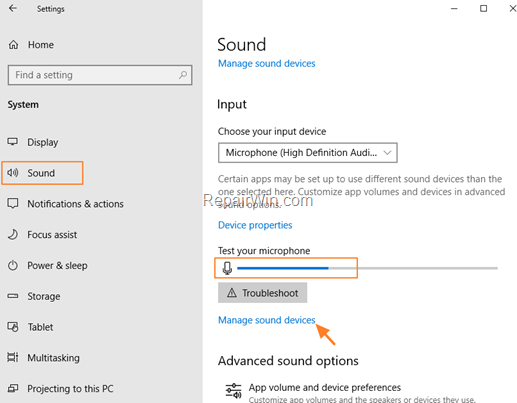 Settings
Home
Find a setting
System
Display
Sound
Notifications & actions
Focus assist
Power & sleep
Storage
Tablet
Multitasking
Projecting to this PC
Sound
Manage sound devices
Input
Choose your input device
Microphone (High Definition Audi...
Certain apps may be set up to use different sound devices than
the one selected here. Customize app volumes and devices in advanced
sound options.
RepairWin.com
Device properties
Test your microphone
Troubleshoot
Manage sound devices
Advanced sound options
App volume and device preferences
Customize app volumes and the speakers or devices they use.